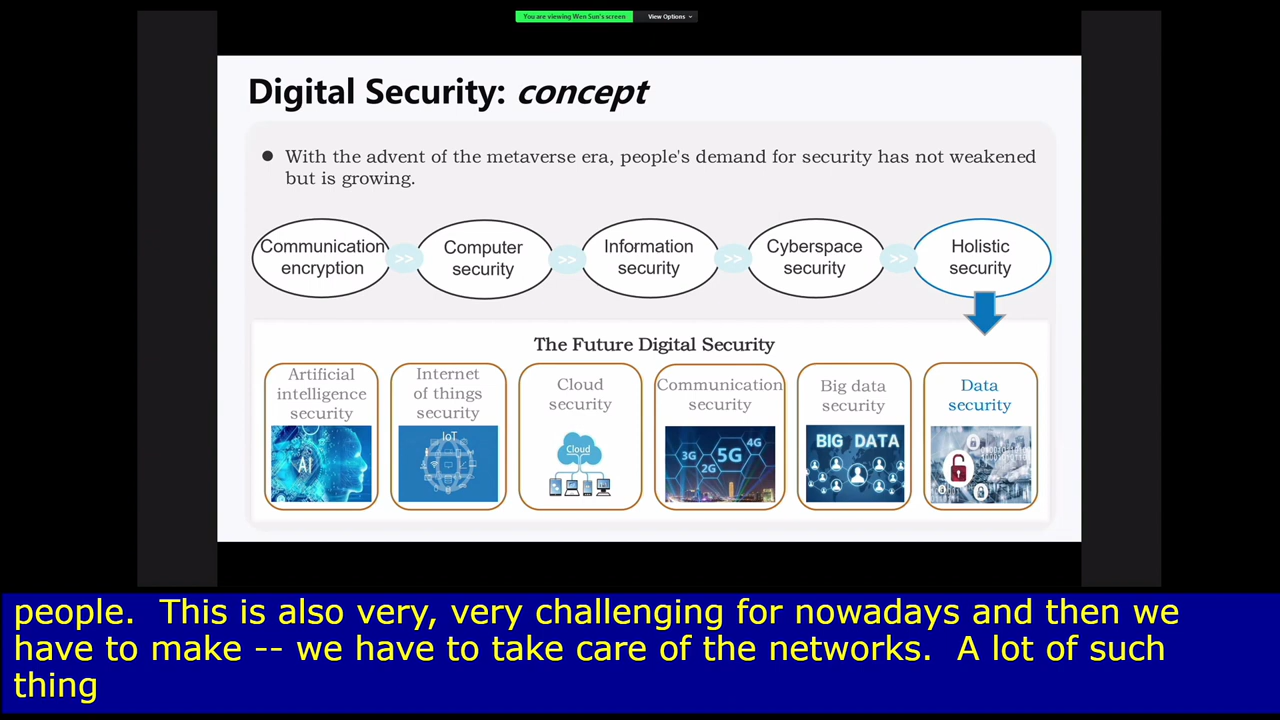 You are viewing Wen Sun's screen
View Options
Digital Security: concept
● With the advent of the metaverse era, people's demand for security has not weakened
but is growing.
Communication
encryption
>>
Computer
security
>>
Information
security
>>
Cyberspace
security
>>
Holistic
security
The Future Digital Security
Artificial
intelligence
security
AI
Internet
of things
security
IoT
Cloud
security
Cloud
Communication
security
3G
2G
5G
4G
Big data
security
BIG DATA
Data
security
people.  This is also very, very challenging for nowadays and then we
have to make -- we have to take care of the networks.  A lot of such
thing